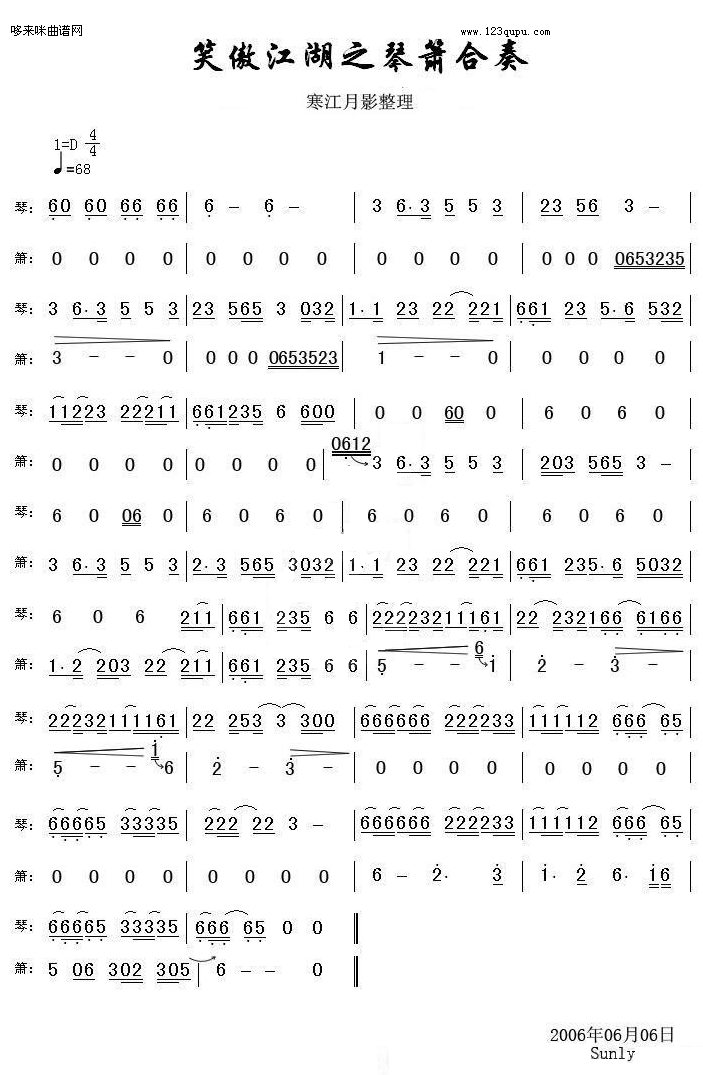 哆来咪曲谱网 www.123qupu.com
笑傲江湖之琴箫合奏
寒江月影整理
1=D 4/4
♩=68
琴: 60 60 66 66 | 6 - 6 - | 3 6·3 5 5 3 | 23 56 3 - |
箫: 0 0 0 0 | 0 0 0 0 | 0 0 0 0 | 0 0 0 0653235
琴: 3 6·3 5 5 3 | 23 565 3 032 | 1·1 23 22 221 | 661 23 5·6 532 |
箫: 3 - - 0 | 0 0 0 0653523 | 1 - - 0 | 0 0 0 0 |
琴: 11223 22211 | 661235 6 600 | 0 0 60 0 | 6 0 6 0 |
箫: 0 0 0 0 | 0 0 0 0 | 0612 3 6·3 5 5 3 | 203 565 3 - |
琴: 6 0 06 0 | 6 0 6 0 | 6 0 6 0 | 6 0 6 0 |
箫: 3 6·3 5 5 3 | 2·3 565 3032 | 1·1 23 22 221 | 661 235·6 5032 |
琴: 6 0 6 211 | 661 235 6 6 | 22223211161 | 22 232166 6166 |
箫: 1·2 203 22 211 | 661 235 6 6 | 5 - - 6 1 | 2 - 3 - |
琴: 22232111161 | 22 253 3 300 | 666666 222233 | 111112 666 65 |
箫: 5 - - 1 6 | 2 - 3 - | 0 0 0 0 | 0 0 0 0 |
琴: 66665 33335 | 222 22 3 - | 666666 222233 | 111112 666 65 |
箫: 0 0 0 0 | 0 0 0 0 | 6 - 2· 3 | 1· 2 6· 16 |
琴: 66665 33335 | 666 65 0 0 ‖
箫: 5 06 302 305 | 6 - - 0 ‖
2006年06月06日
Sunly